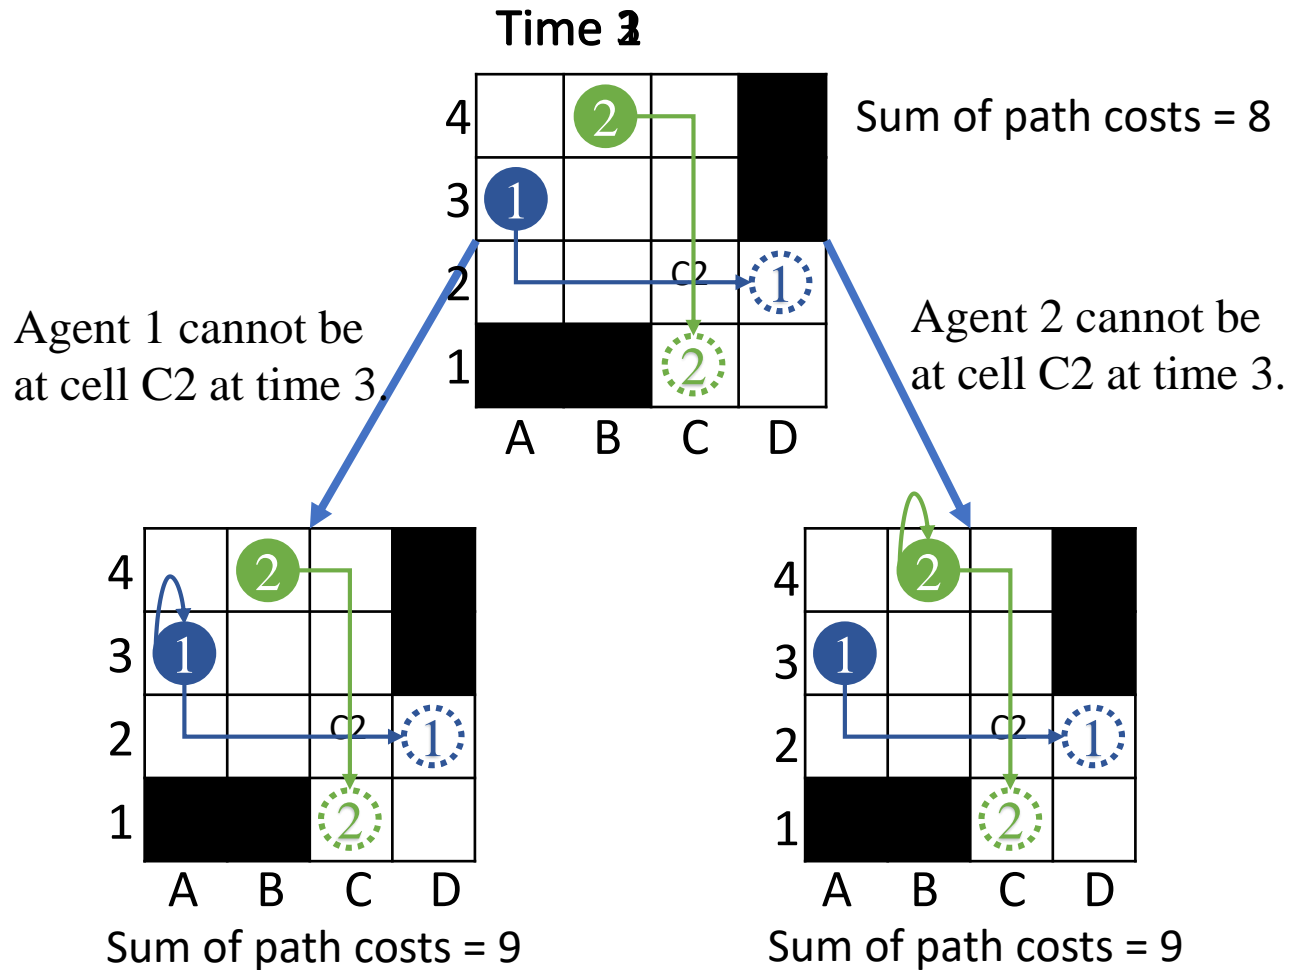 Time
4 2
Sum of path costs = 8
3 1
2 C2 1
1 2
A B C D
Agent 1 cannot be
at cell C2 at time 3.
Agent 2 cannot be
at cell C2 at time 3.
4 2
3 1
2 C2 1
1 2
A B C D
Sum of path costs = 9
4 2
3 1
2 C2 1
1 2
A B C D
Sum of path costs = 9